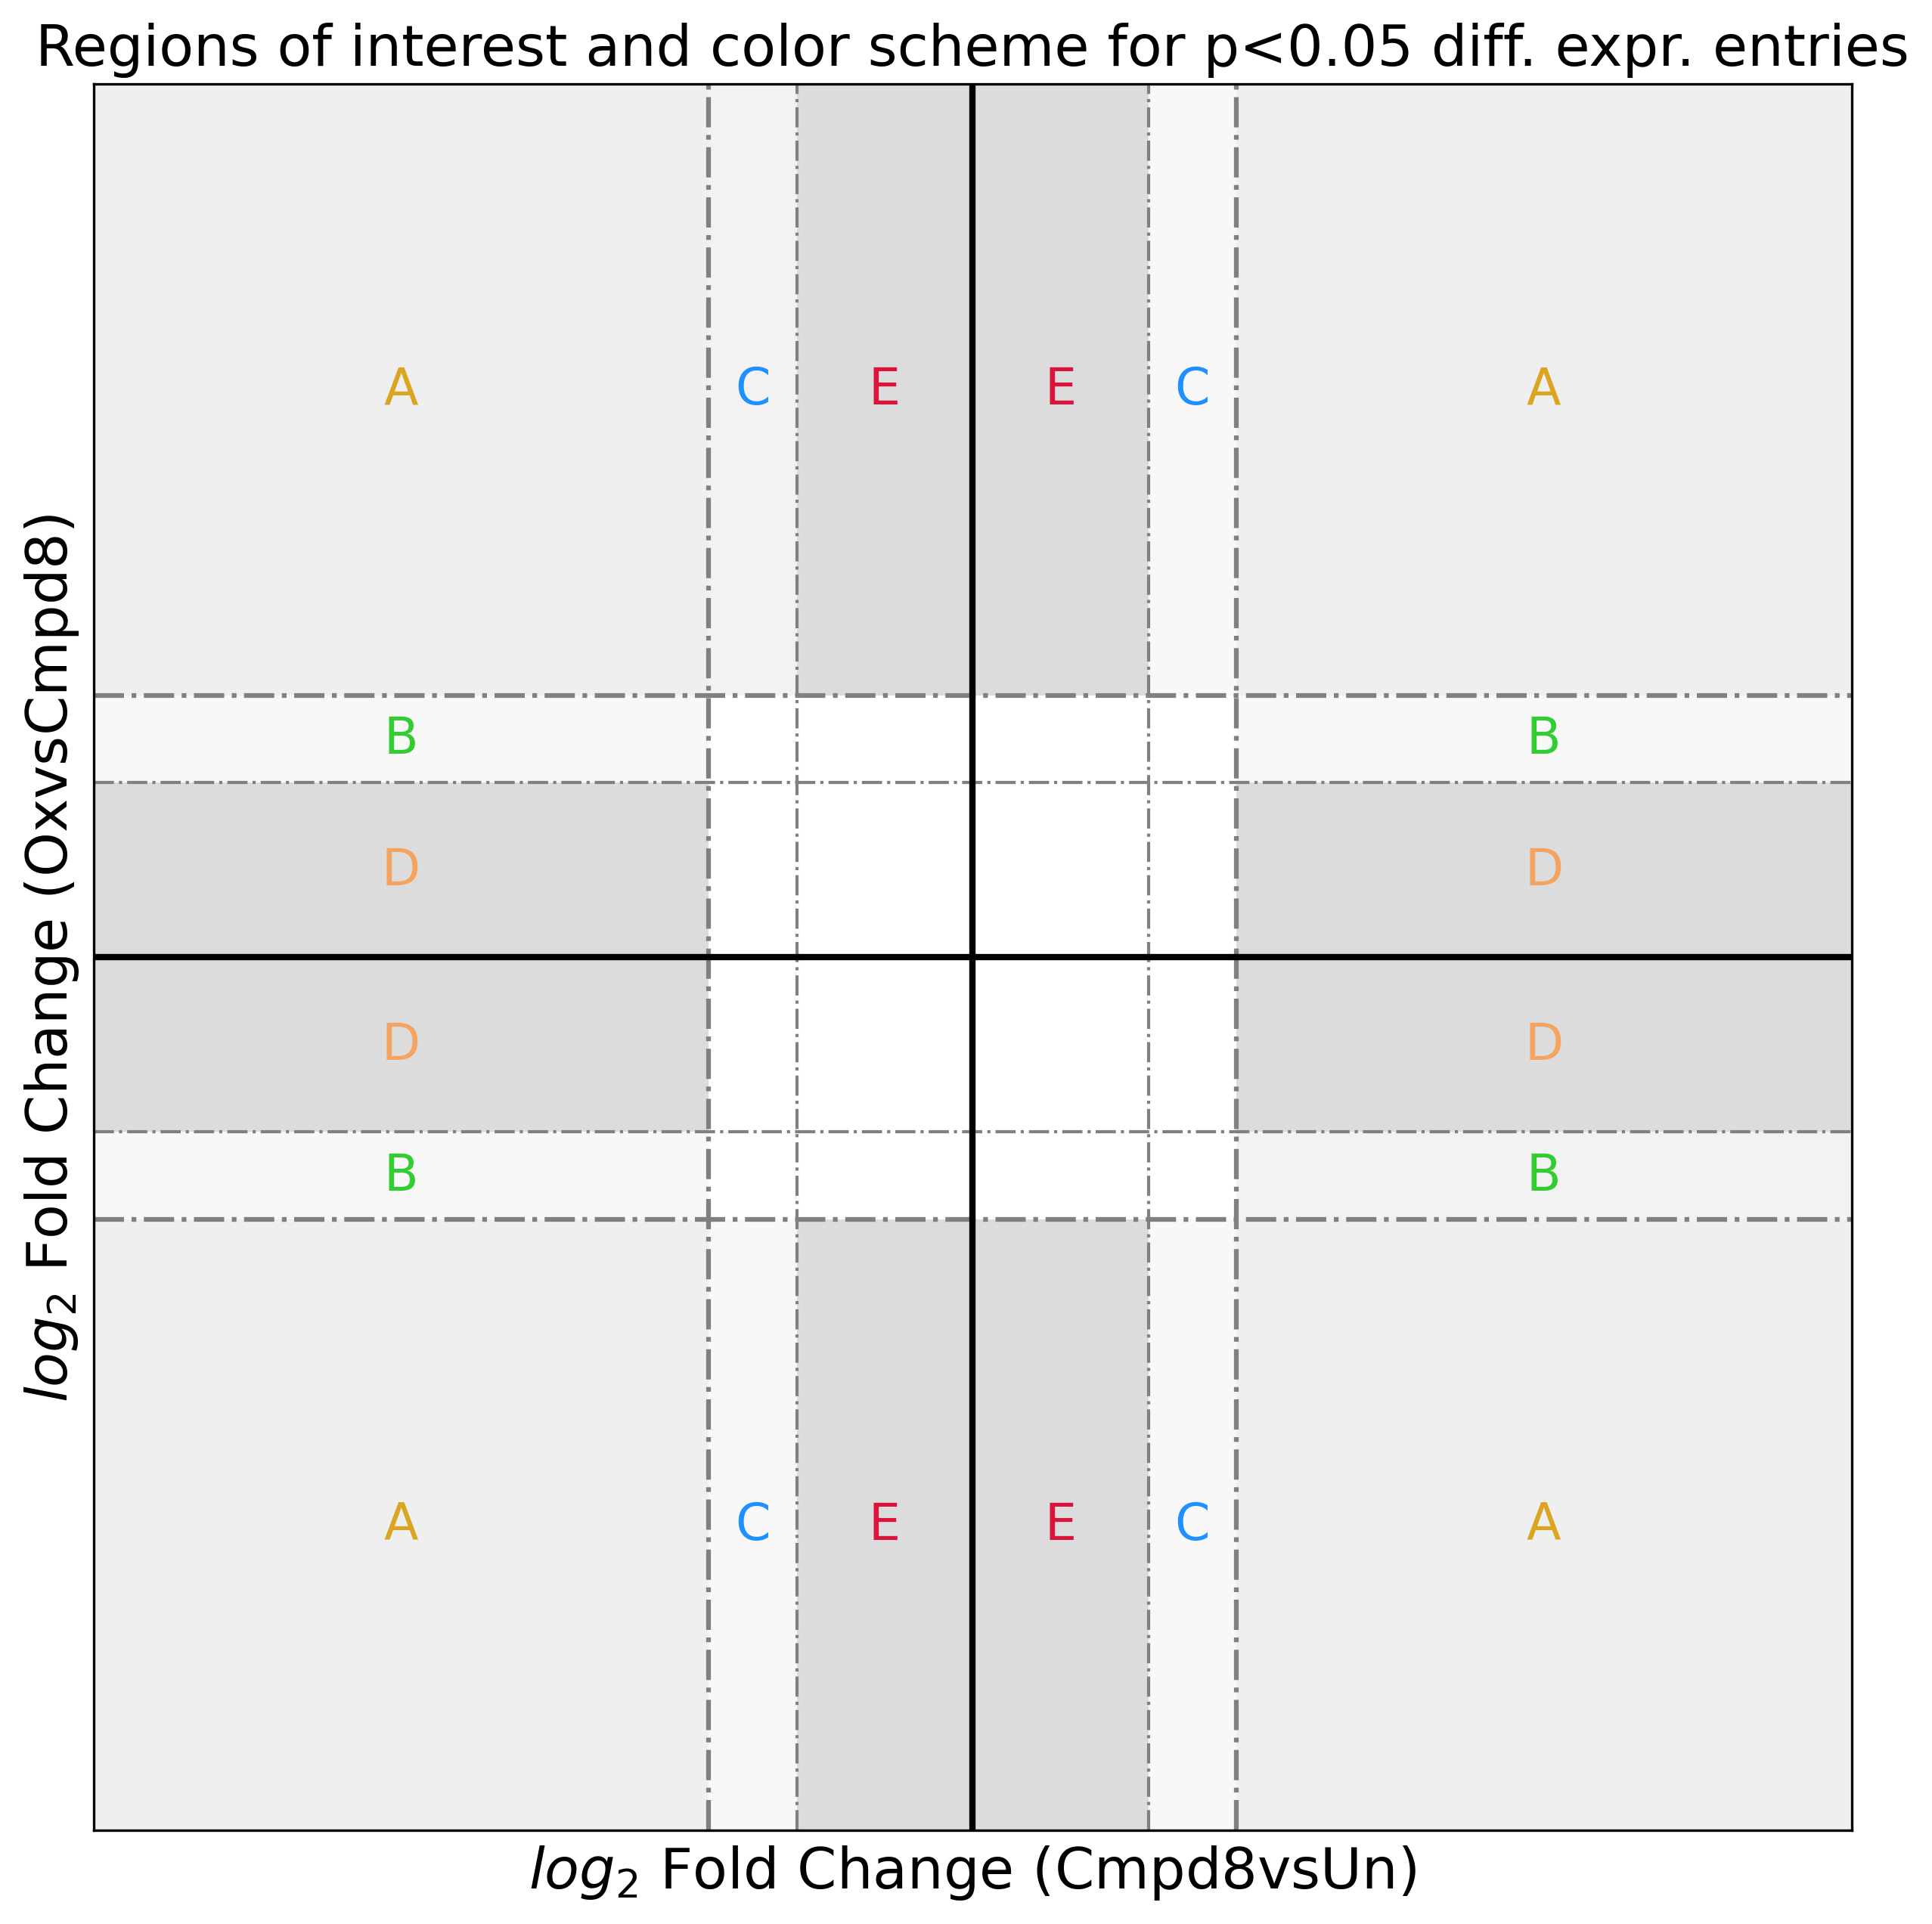 Regions of interest and color scheme for p<0.05 diff. expr. entries
log₂ Fold Change (OxvsCmpd8)
A C E E C A
B B
D D
D D
B B
A C E E C A
log₂ Fold Change (Cmpd8vsUn)